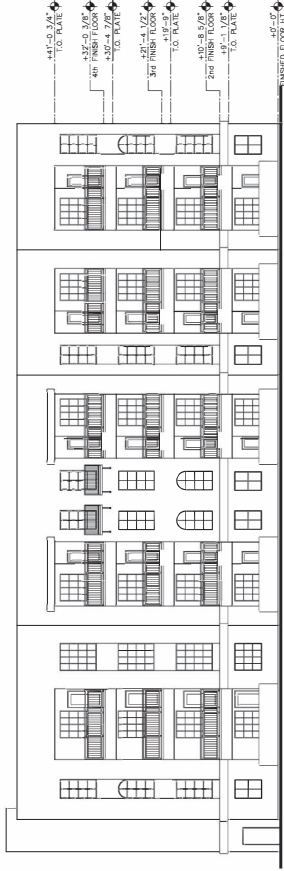 +41'-0 3/4"
T.O. PLATE
+32'-0 3/8"
4th FINISH FLOOR
+30'-4 7/8"
T.O. PLATE
+21'-4 1/2"
3rd FINISH FLOOR
+19'-9"
T.O. PLATE
+10'-8 5/8"
2nd FINISH FLOOR
+9'-1 1/8"
T.O. PLATE
+0'-0"
FINISHED FLOOR HT.